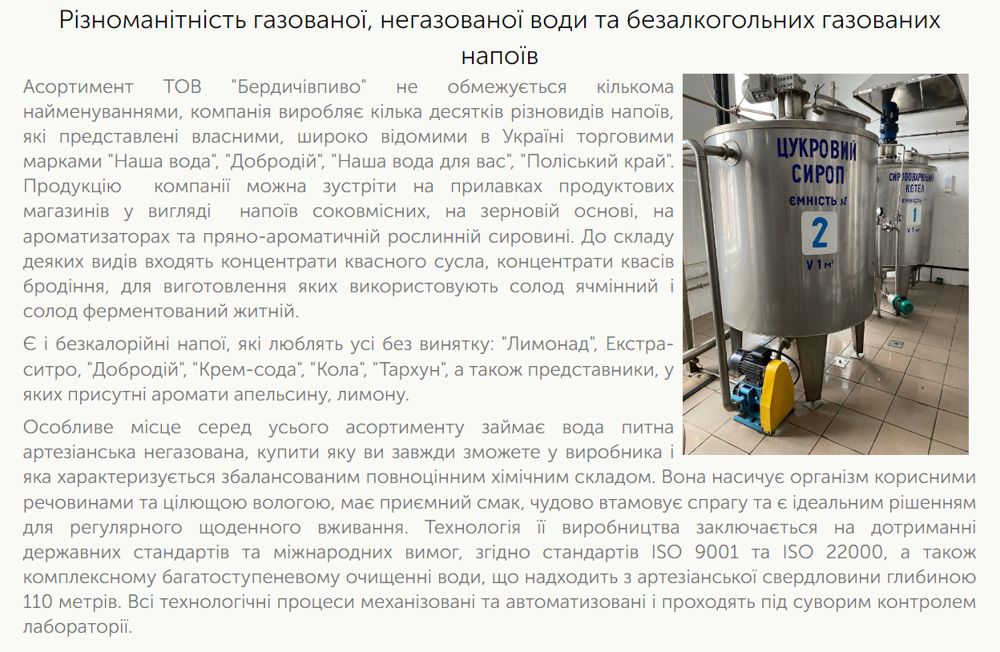 Різноманітність газованої, негазованої води та безалкогольних газованих
напоїв
Асортимент ТОВ "Бердичівпиво" не обмежується кількома
найменуваннями, компанія виробляє кілька десятків різновидів напоїв,
які представлені власними, широко відомими в Україні торговими
марками "Наша вода", "Добродій", "Наша вода для вас", "Поліський край".
Продукцію компанії можна зустріти на прилавках продуктових
магазинів у вигляді напоїв соковмісних, на зерновій основі, на
ароматизаторах та пряно-ароматичній рослинній сировині. До складу
деяких видів входять концентрати квасного сусла, концентрати квасів
бродіння, для виготовлення яких використовують солод ячмінний і
солод ферментований житній.
Є і безкалорійні напої, які люблять усі без винятку: "Лимонад", Екстра-
ситро, "Добродій", "Крем-сода", "Кола", "Тархун", а також представники, у
яких присутні аромати апельсину, лимону.
Особливе місце серед усього асортименту займає вода питна
артезіанська негазована, купити яку ви завжди зможете у виробника і
яка характеризується збалансованим повноцінним хімічним складом. Вона насичує організм корисними
речовинами та цілющою вологою, має приємний смак, чудово втамовує спрагу та є ідеальним рішенням
для регулярного щоденного вживання. Технологія її виробництва заключається на дотриманні
державних стандартів та міжнародних вимог, згідно стандартів ISO 9001 та ISO 22000, а також
комплексному багатоступеневому очищенні води, що надходить з артезіанської свердловини глибиною
110 метрів. Всі технологічні процеси механізовані та автоматизовані і проходять під суворим контролем
лабораторії.
ЦУКРОВИЙ
СИРОП
ЄМНІСТЬ №
2
V 1 м³
СИРОПОВАРИЛЬНИЙ
КОТЕЛ
ЄМНІСТЬ
1
V 1 м³